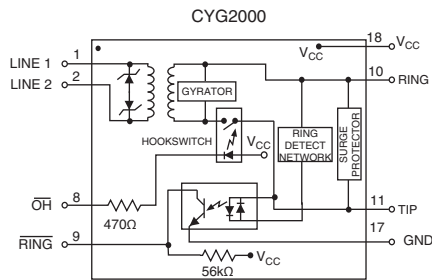 CYG2000
18
VCC
VCC
LINE 1
1
10
RING
LINE 2
2
GYRATOR
HOOKSWITCH
VCC
RING
DETECT
NETWORK
SURGE
PROTECTOR
OH
8
470Ω
11
TIP
17
GND
RING
9
56kΩ
VCC